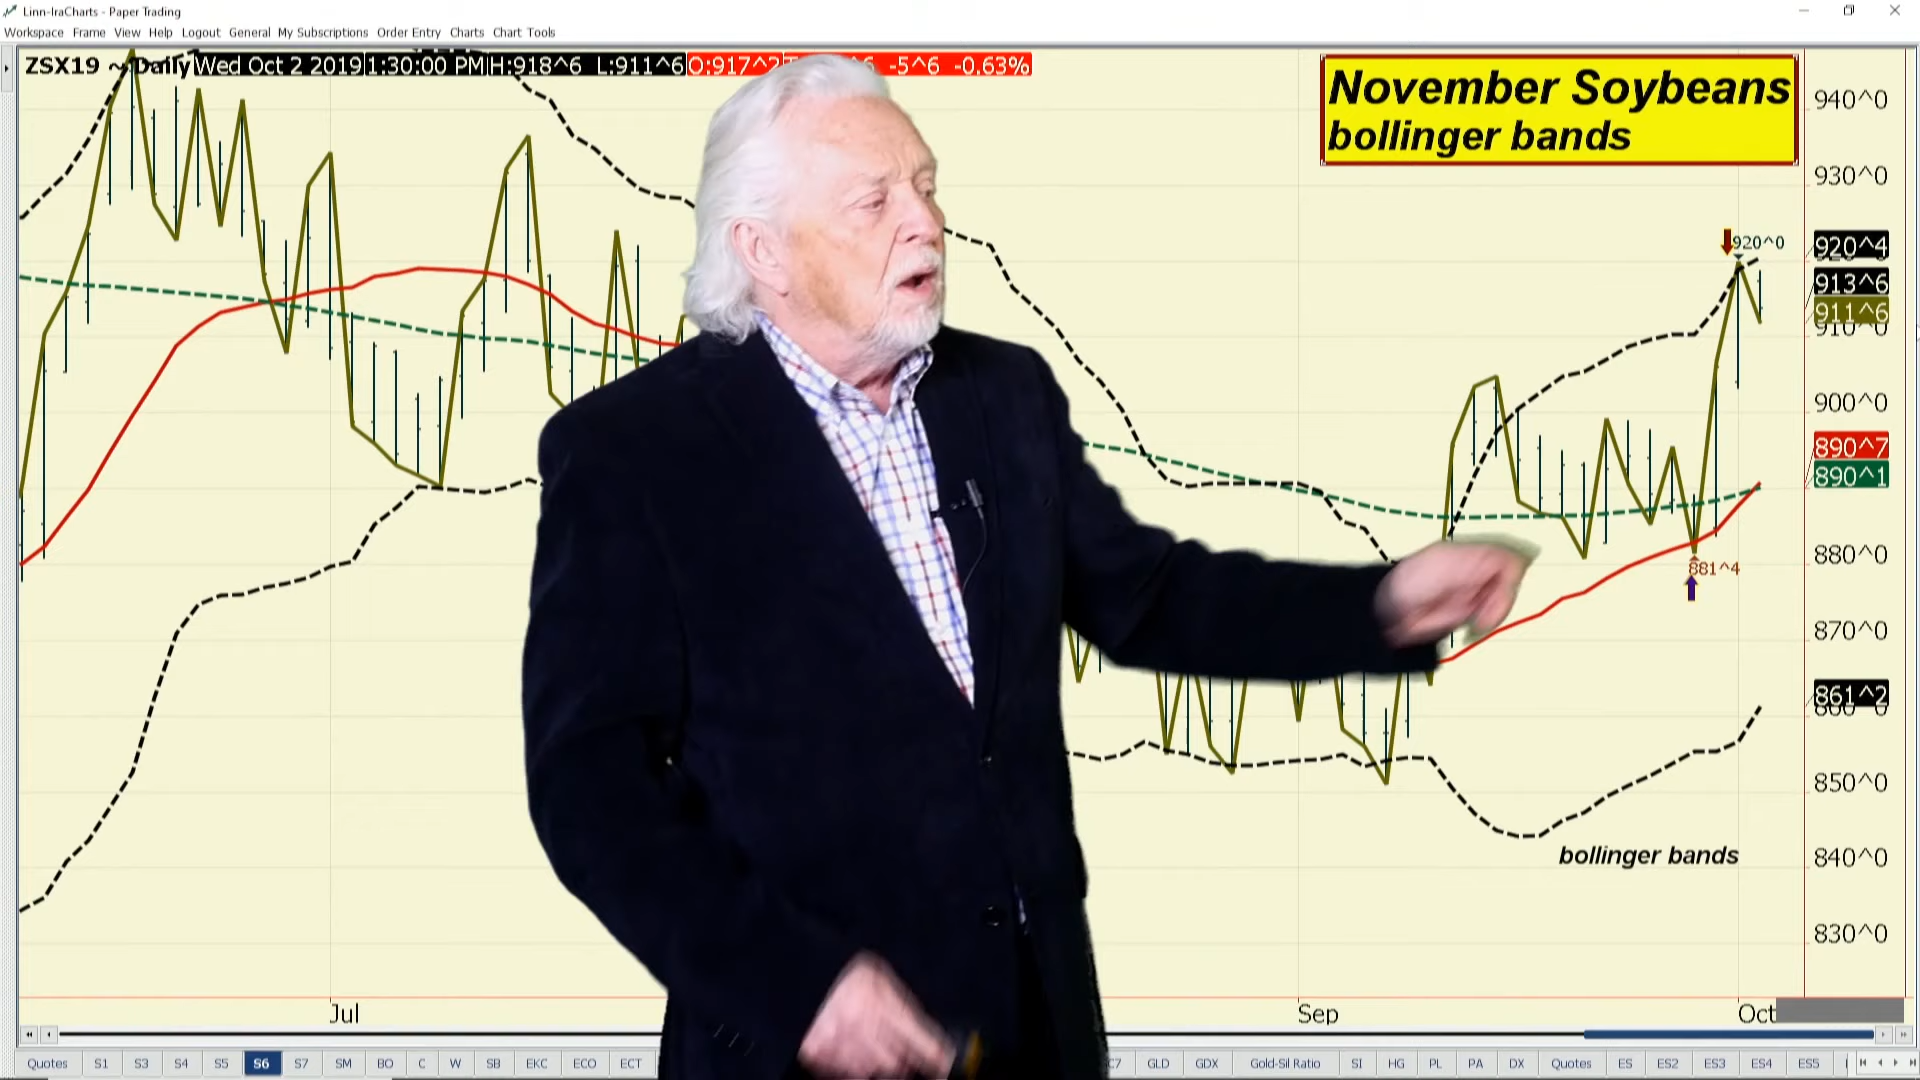 Linn-IraCharts - Paper Trading
Workspace Frame View Help Logout General My Subscriptions Order Entry Charts Chart Tools
ZSX19 ~ Daily Wed Oct 2 2019 1:30:00 PM H:918^6 L:911^6 O:917^2 -5^6 -0.63%
November Soybeans
bollinger bands
940^0
930^0
920^0
920^4
913^6
911^6
910^0
900^0
890^7
890^1
880^0
881^4
870^0
861^2
850^0
bollinger bands
840^0
830^0
Jul Sep Oct
Quotes S1 S3 S4 S5 S6 S7 SM BO C W SB EKC ECO ECT C7 GLD GDX Gold-Sil Ratio SI HG PL PA DX Quotes ES ES2 ES3 ES4 ES5